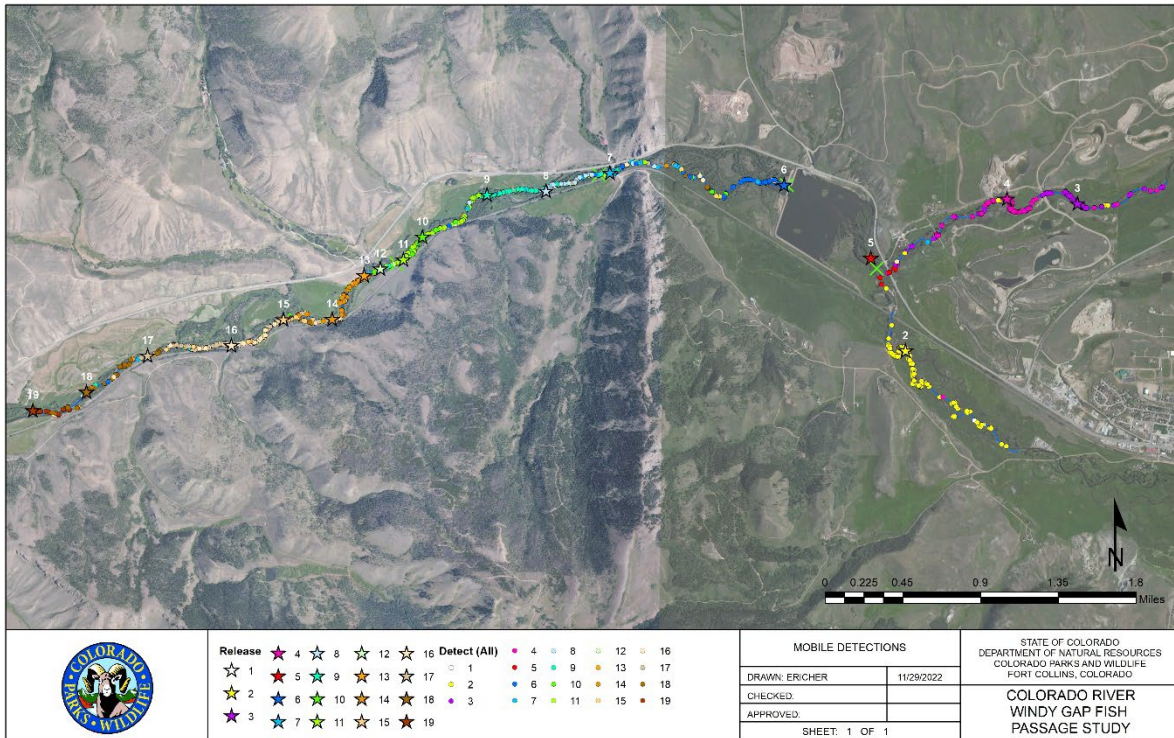 7
6
4
3
9
8
5
10
11
12
13
2
15
14
16
17
18
19
N
0 0.225 0.45 0.9 1.35 1.8
Miles
COLORADO
PARKS & WILDLIFE
Release
1
2
3
4
5
6
7
8
9
10
11
12
13
14
15
16
17
18
19
Detect (All)
1
2
3
4
5
6
7
8
9
10
11
12
13
14
15
16
17
18
19
MOBILE DETECTIONS
DRAWN: ERICHER 11/29/2022
CHECKED:
APPROVED:
SHEET: 1 OF 1
STATE OF COLORADO
DEPARTMENT OF NATURAL RESOURCES
COLORADO PARKS AND WILDLIFE
FORT COLLINS, COLORADO
COLORADO RIVER
WINDY GAP FISH
PASSAGE STUDY